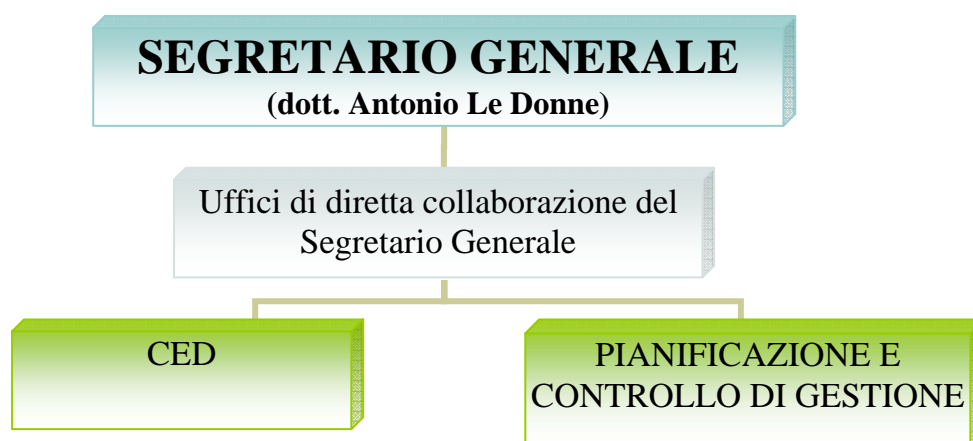 SEGRETARIO GENERALE
(dott. Antonio Le Donne)
Uffici di diretta collaborazione del
Segretario Generale
CED
PIANIFICAZIONE E
CONTROLLO DI GESTIONE